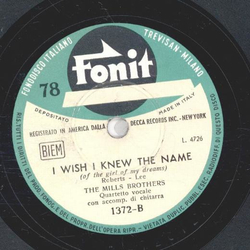 FONODISCO ITALIANO
TREVISAN - MILANO
Fonit
78
DEPOSITATO
MADE IN ITALY
REGISTRATO IN AMERICA DALLA DECCA RECORDS INC. - NEW-YORK
BIEM
L. 4726
I WISH I KNEW THE NAME
(of the girl of my dreams)
Roberts - Lee
THE MILLS BROTHERS
Quartetto vocale
con accomp. di chitarra
1372-B